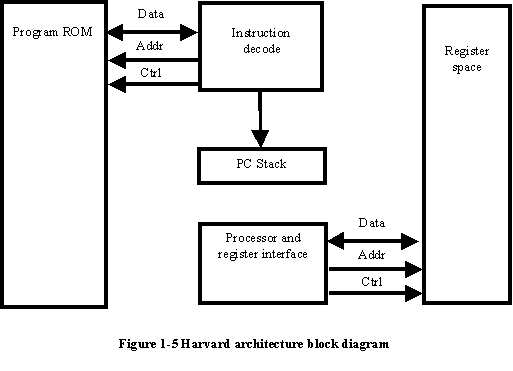 Program ROM
Data
Addr
Ctrl
Instruction
decode
Register
space
PC Stack
Processor and
register interface
Data
Addr
Ctrl
Figure 1-5 Harvard architecture block diagram